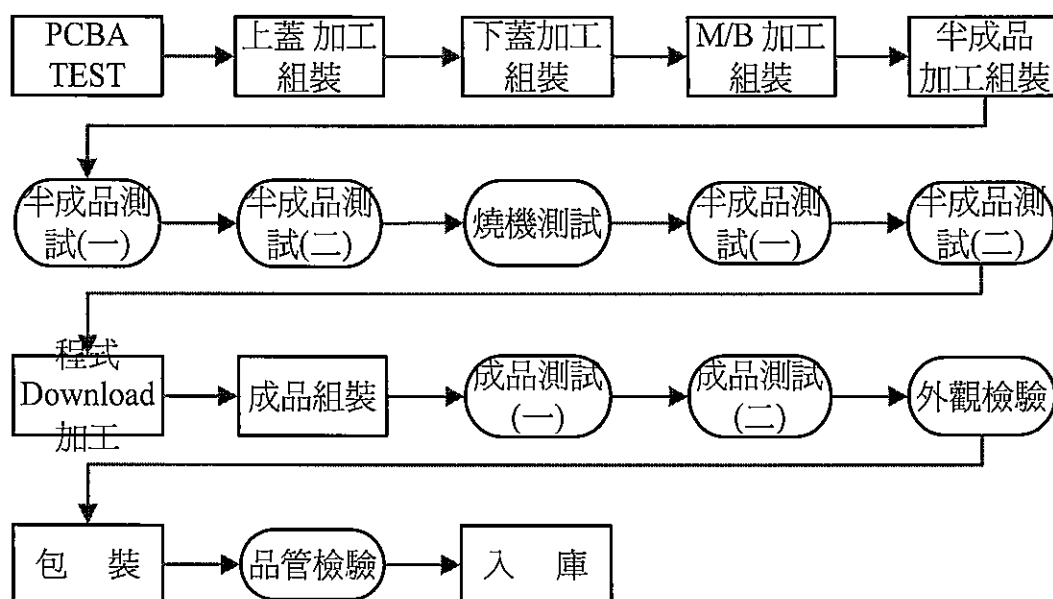 PCBA
TEST
上蓋 加工
組裝
下蓋加工
組裝
M/B 加工
組裝
半成品
加工組裝
半成品測
試(一)
半成品測
試(二)
燒機測試
半成品測
試(一)
半成品測
試(二)
程式
Download
加工
成品組裝
成品測試
(一)
成品測試
(二)
外觀檢驗
包 裝
品管檢驗
入 庫